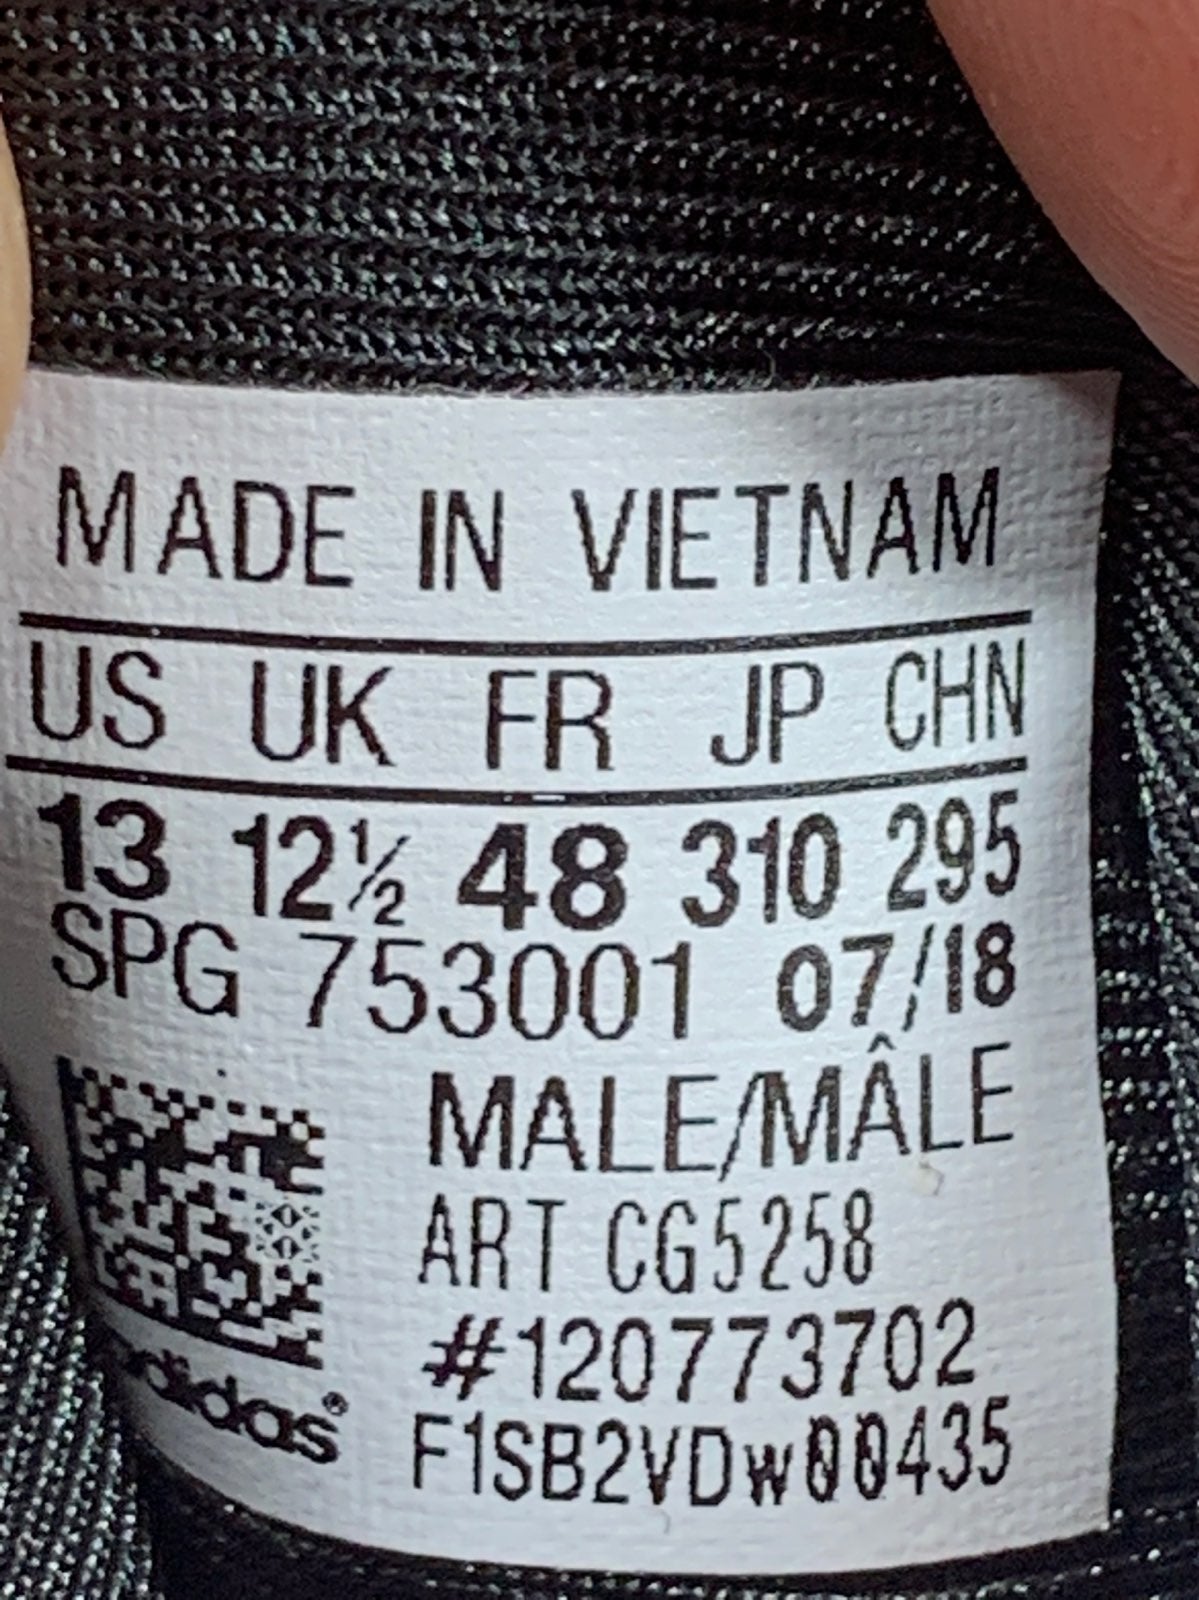 MADE IN VIETNAM
US UK FR JP CHN
13 12½ 48 310 295
SPG 753001 07/18
MALE/MÂLE
ART CG5258
#120773702
adidas®
F1SB2VDw00435